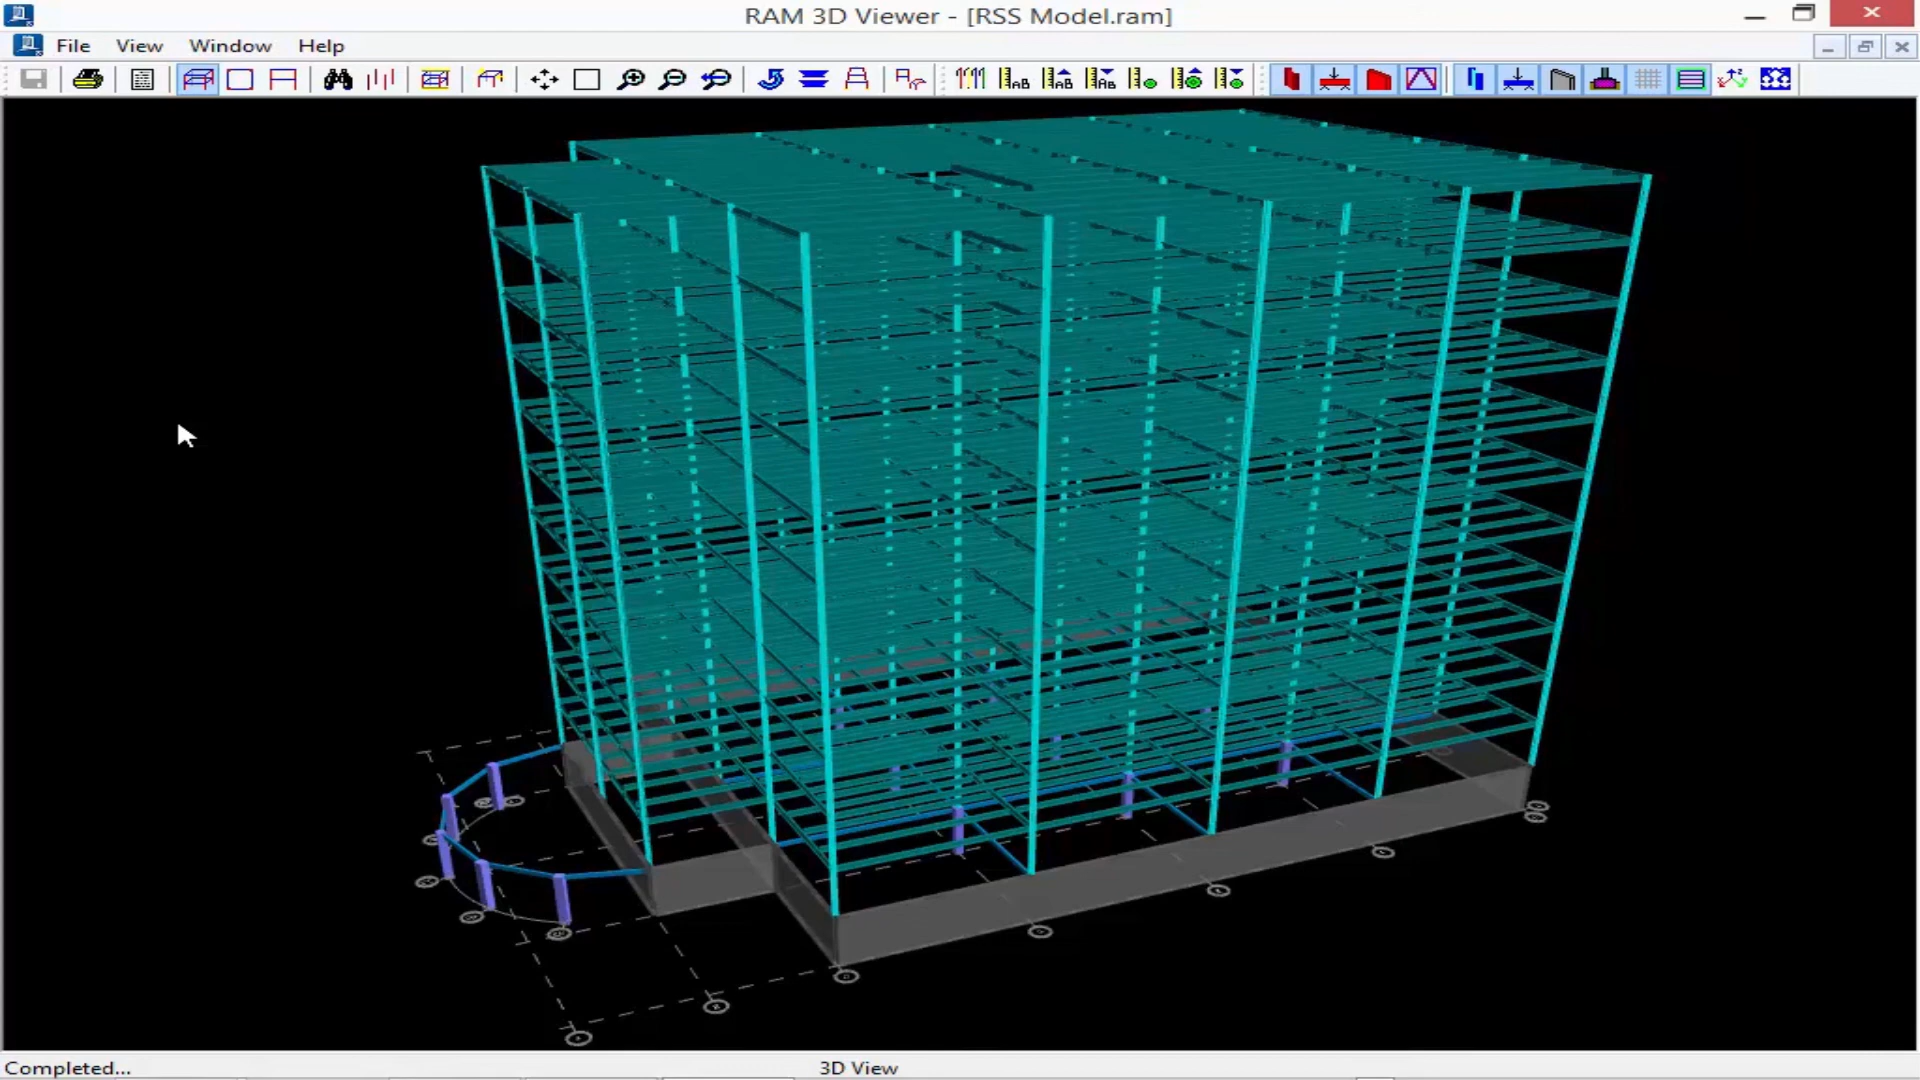 RAM 3D Viewer - [RSS Model.ram]
File View Window Help
Completed...
3D View